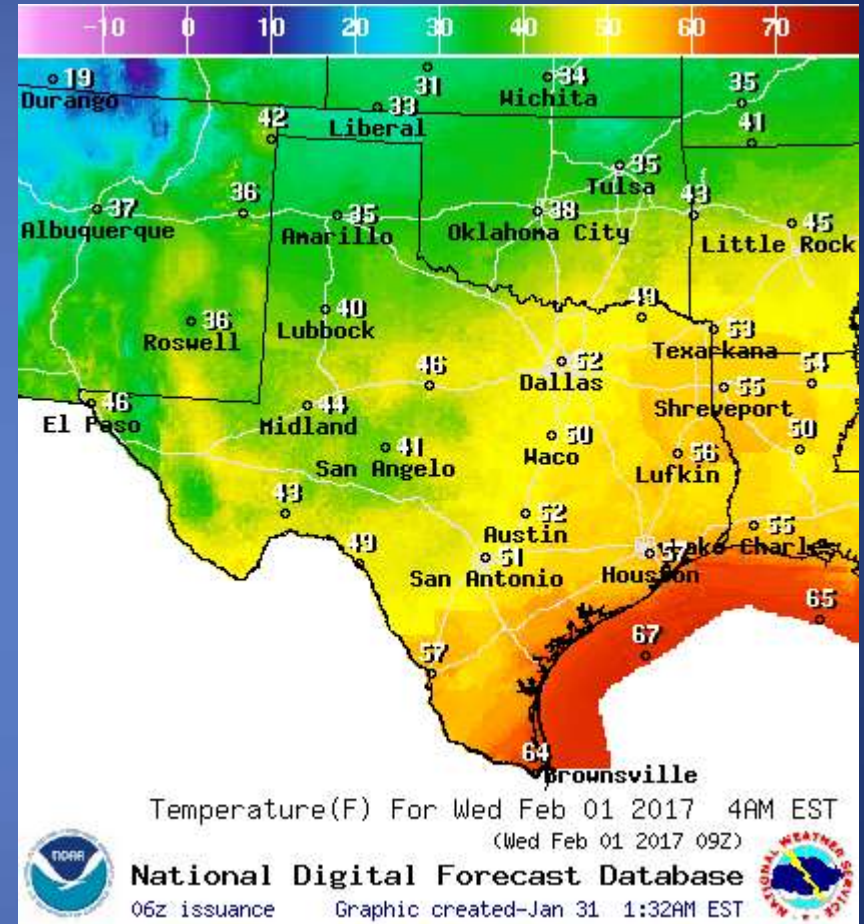 -10 0 10 20 30 40 50 60 70
19
Durango
31
34
Wichita
33
Liberal
35
42
41
35
Tulsa
37
Albuquerque
36
35
Amarillo
38
Oklahoma City
43
45
Little Rock
36
Roswell
40
Lubbock
49
53
Texarkana
52
Dallas
54
55
Shreveport
46
46
El Paso
44
Midland
50
Waco
50
41
San Angelo
56
Lufkin
43
52
Austin
55
Lake Charles
49
51
San Antonio
57
Houston
65
67
57
64
Brownsville
Temperature(F) For Wed Feb 01 2017 4AM EST
(Wed Feb 01 2017 09Z)
NOAA
National Digital Forecast Database
06z issuance Graphic created-Jan 31 1:32AM EST
NATIONAL WEATHER SERVICE